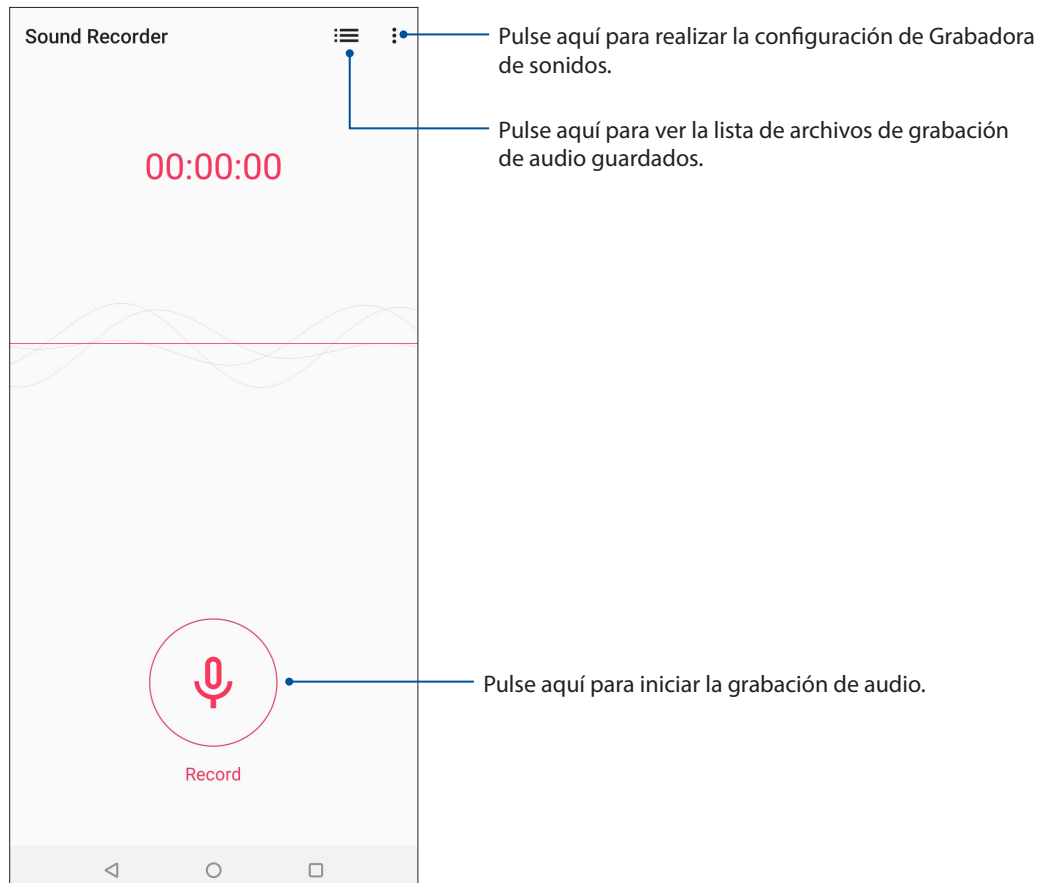 Sound Recorder
Pulse aquí para realizar la configuración de Grabadora
de sonidos.
Pulse aquí para ver la lista de archivos de grabación
de audio guardados.
00:00:00
Pulse aquí para iniciar la grabación de audio.
Record